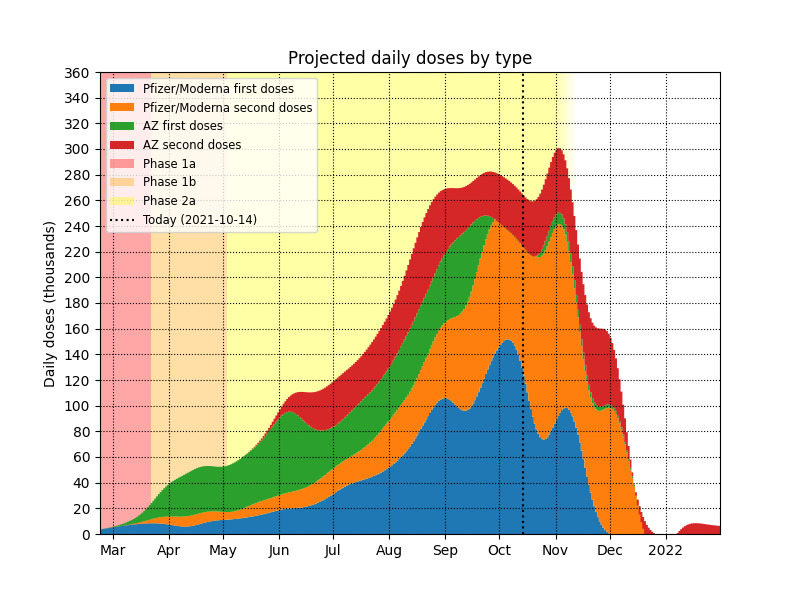 Projected daily doses by type
Daily doses (thousands)
360
340
320
300
280
260
240
220
200
180
160
140
120
100
80
60
40
20
0
Pfizer/Moderna first doses
Pfizer/Moderna second doses
AZ first doses
AZ second doses
Phase 1a
Phase 1b
Phase 2a
Today (2021-10-14)
Mar Apr May Jun Jul Aug Sep Oct Nov Dec 2022